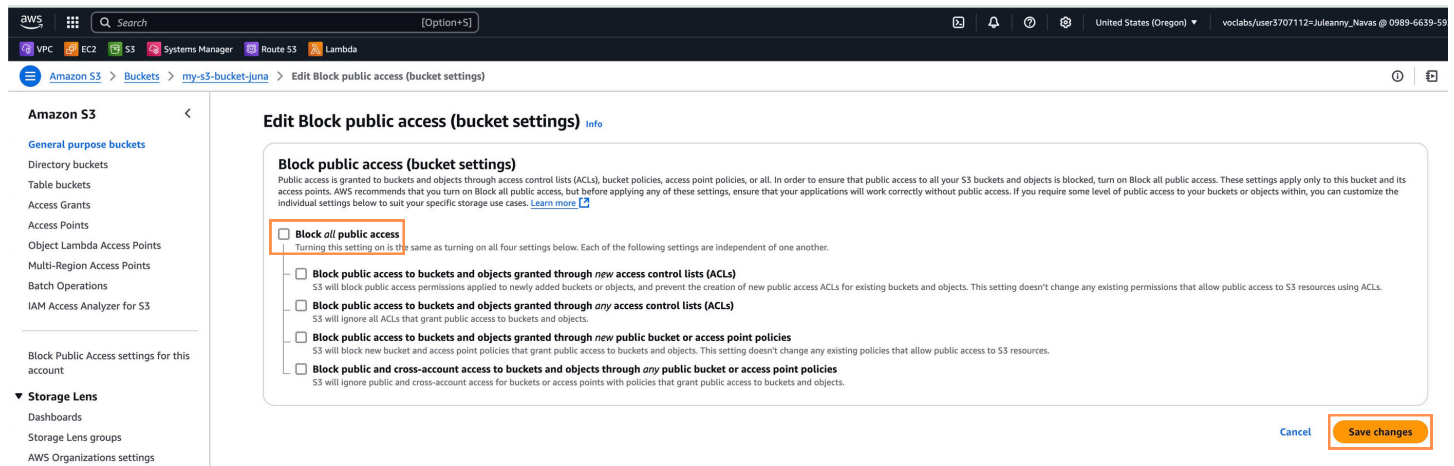 aws
Search
[Option+S]
United States (Oregon)
voclabs/user3707112=Juleanny_Navas @ 0989-6639-59
VPC EC2 S3 Systems Manager Route 53 Lambda
Amazon S3 > Buckets > my-s3-bucket-juna > Edit Block public access (bucket settings)
Amazon S3
General purpose buckets
Directory buckets
Table buckets
Access Grants
Access Points
Object Lambda Access Points
Multi-Region Access Points
Batch Operations
IAM Access Analyzer for S3
Block Public Access settings for this
account
Storage Lens
Dashboards
Storage Lens groups
AWS Organizations settings
Edit Block public access (bucket settings) Info
Block public access (bucket settings)
Public access is granted to buckets and objects through access control lists (ACLs), bucket policies, access point policies, or all. In order to ensure that public access to all your S3 buckets and objects is blocked, turn on Block all public access. These settings apply only to this bucket and its
access points. AWS recommends that you turn on Block all public access, but before applying any of these settings, ensure that your applications will work correctly without public access. If you require some level of public access to your buckets or objects within, you can customize the
individual settings below to suit your specific storage use cases. Learn more
Block all public access
Turning this setting on is the same as turning on all four settings below. Each of the following settings are independent of one another.
Block public access to buckets and objects granted through new access control lists (ACLs)
S3 will block public access permissions applied to newly added buckets or objects, and prevent the creation of new public access ACLs for existing buckets and objects. This setting doesn't change any existing permissions that allow public access to S3 resources using ACLs.
Block public access to buckets and objects granted through any access control lists (ACLs)
S3 will ignore all ACLs that grant public access to buckets and objects.
Block public access to buckets and objects granted through new public bucket or access point policies
S3 will block new bucket and access point policies that grant public access to buckets and objects. This setting doesn't change any existing policies that allow public access to S3 resources.
Block public and cross-account access to buckets and objects through any public bucket or access point policies
S3 will ignore public and cross-account access for buckets or access points with policies that grant public access to buckets and objects.
Cancel
Save changes